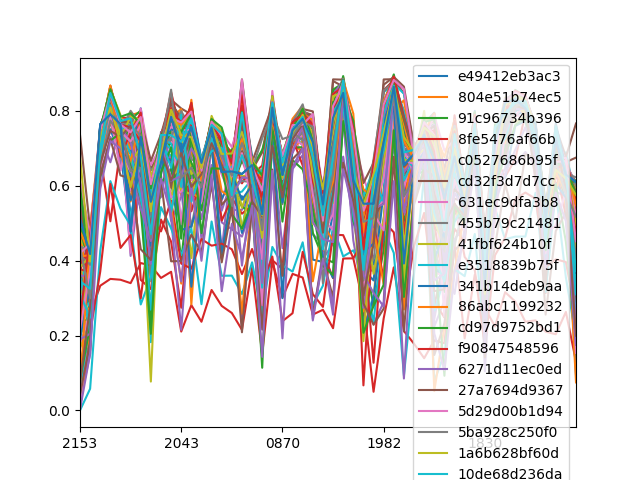 0.8
0.6
0.4
0.2
0.0
2153
2043
0870
1982
1830
e49412eb3ac3
804e51b74ec5
91c96734b396
8fe5476af66b
c0527686b95f
cd32f3d7d7cc
631ec9dfa3b8
455b79c21481
41fbf624b10f
e3518839b75f
341b14deb9aa
86abc1199232
cd97d9752bd1
f90847548596
6271d11ec0ed
27a7694d9367
5d29d00b1d94
5ba928c250f0
1a6b628bf60d
10de68d236da